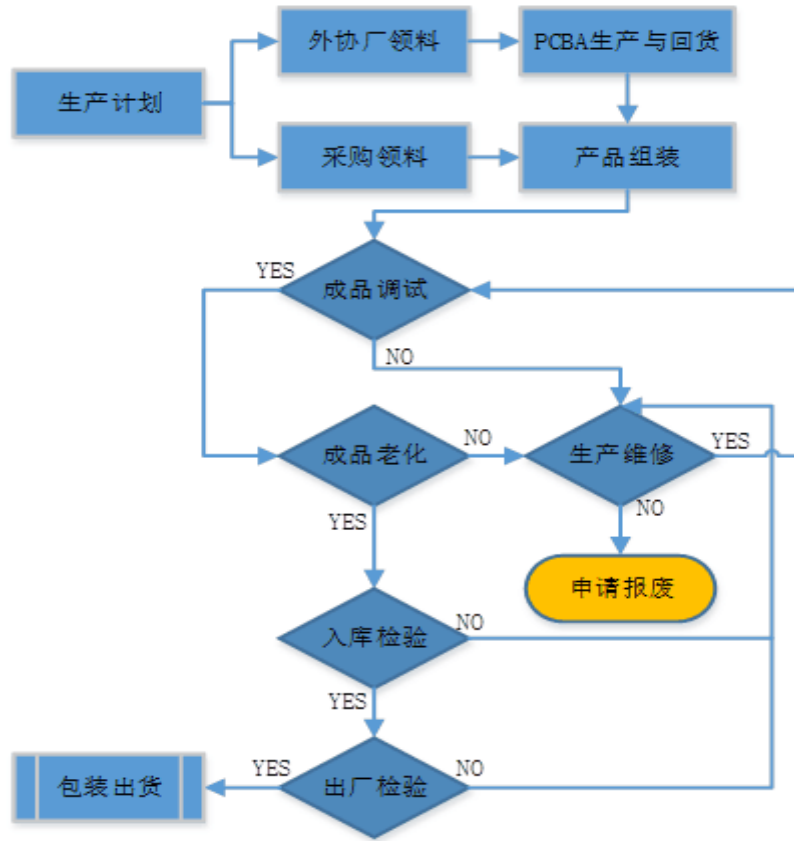 外协厂领料
PCBA生产与回货
生产计划
采购领料
产品组装
YES
成品调试
NO
成品老化
NO
生产维修
YES
YES
NO
申请报废
入库检验
NO
YES
包装出货
YES
出厂检验
NO